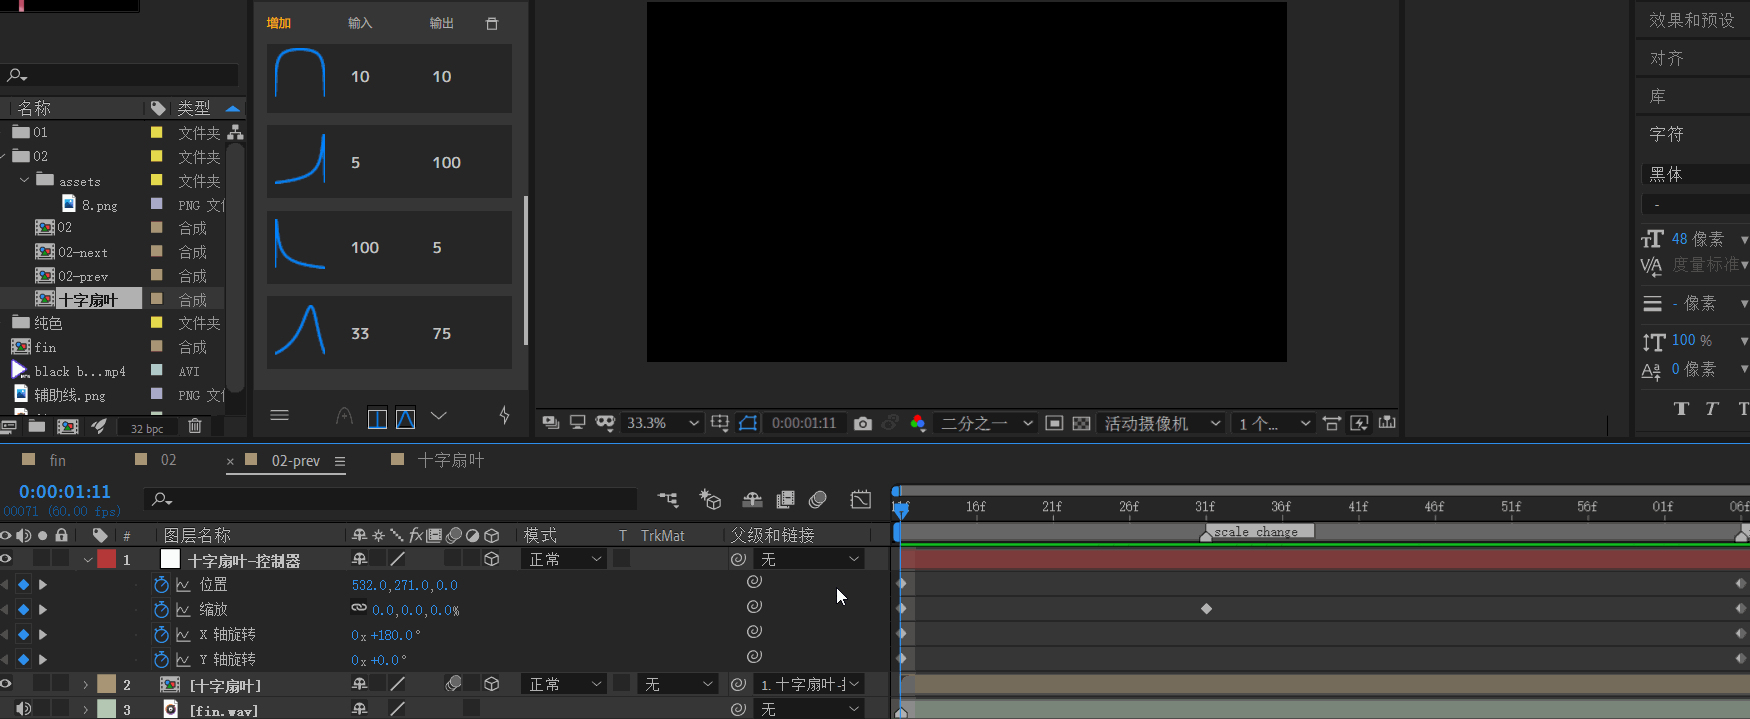 增加 输入 输出
10 10
5 100
100 5
33 75
名称 类型
01 文件夹
02 文件夹
assets 文件夹
8.png PNG 文
02 合成
02-next 合成
02-prev 合成
十字扇叶 合成
纯色 文件夹
fin 合成
black b...mp4 AVI
辅助线.png PNG 文
32 bpc
33.3% 0:00:01:11 二分之一 活动摄像机 1 个...
效果和预设
对齐
库
字符
黑体
-
48 像素
度量标准
- 像素
100 %
0 像素
T T T
fin 02 × 02-prev 十字扇叶
0:00:01:11
00071 (60.00 fps)
16f 21f 26f 31f 36f 41f 46f 51f 56f 01f 06f
scale change
# 图层名称 fx 模式 T TrkMat 父级和链接
1 十字扇叶-控制器 正常 无
位置 532.0,271.0,0.0
缩放 0.0,0.0,0.0%
X 轴旋转 0x+180.0°
Y 轴旋转 0x+0.0°
2 [十字扇叶] 正常 无 1. 十字扇叶-
3 [fin.wav] 无